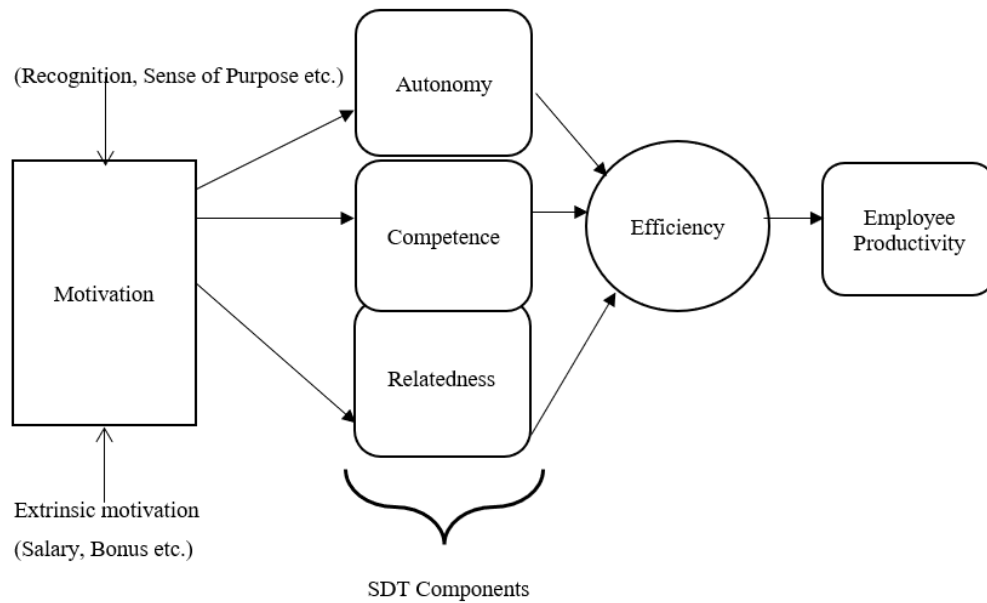 (Recognition, Sense of Purpose etc.)
Autonomy
Competence
Efficiency
Employee
Productivity
Motivation
Relatedness
Extrinsic motivation
(Salary, Bonus etc.)
SDT Components